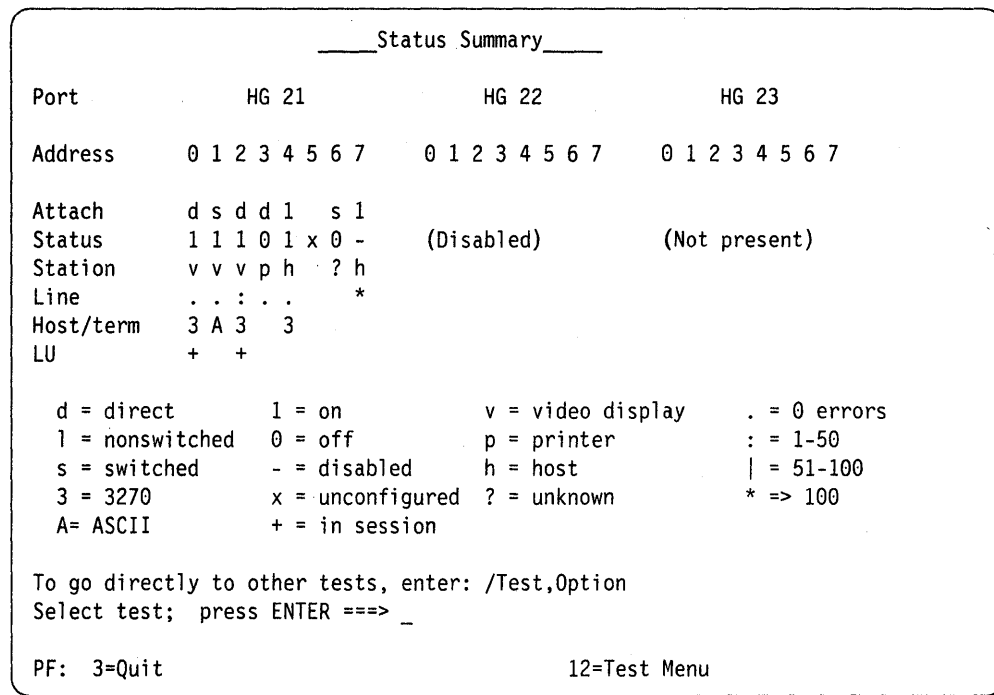 _____Status Summary_____
Port HG 21 HG 22 HG 23
Address 0 1 2 3 4 5 6 7 0 1 2 3 4 5 6 7 0 1 2 3 4 5 6 7
Attach d s d d l s l
Status 1 1 1 0 1 x 0 - (Disabled) (Not present)
Station v v v p h ? h
Line . . : . . *
Host/term 3 A 3 3
LU + +
d = direct 1 = on v = video display . = 0 errors
l = nonswitched 0 = off p = printer : = 1-50
s = switched - = disabled h = host | = 51-100
3 = 3270 x = unconfigured ? = unknown * => 100
A= ASCII + = in session
To go directly to other tests, enter: /Test,Option
Select test; press ENTER ===> _
PF: 3=Quit 12=Test Menu